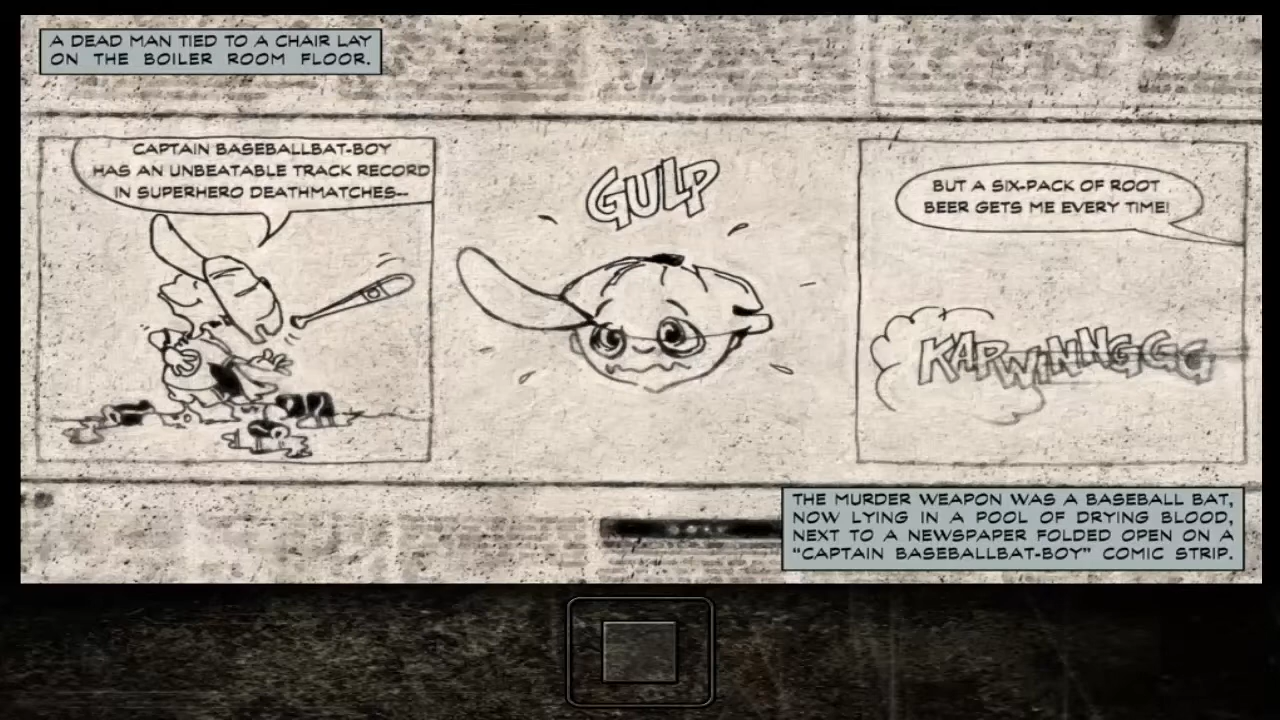 A DEAD MAN TIED TO A CHAIR LAY
ON THE BOILER ROOM FLOOR.
CAPTAIN BASEBALLBAT-BOY
HAS AN UNBEATABLE TRACK RECORD
IN SUPERHERO DEATHMATCHES--
GULP
BUT A SIX-PACK OF ROOT
BEER GETS ME EVERY TIME!
KAPWINNGGG
THE MURDER WEAPON WAS A BASEBALL BAT,
NOW LYING IN A POOL OF DRYING BLOOD,
NEXT TO A NEWSPAPER FOLDED OPEN ON A
"CAPTAIN BASEBALLBAT-BOY" COMIC STRIP.